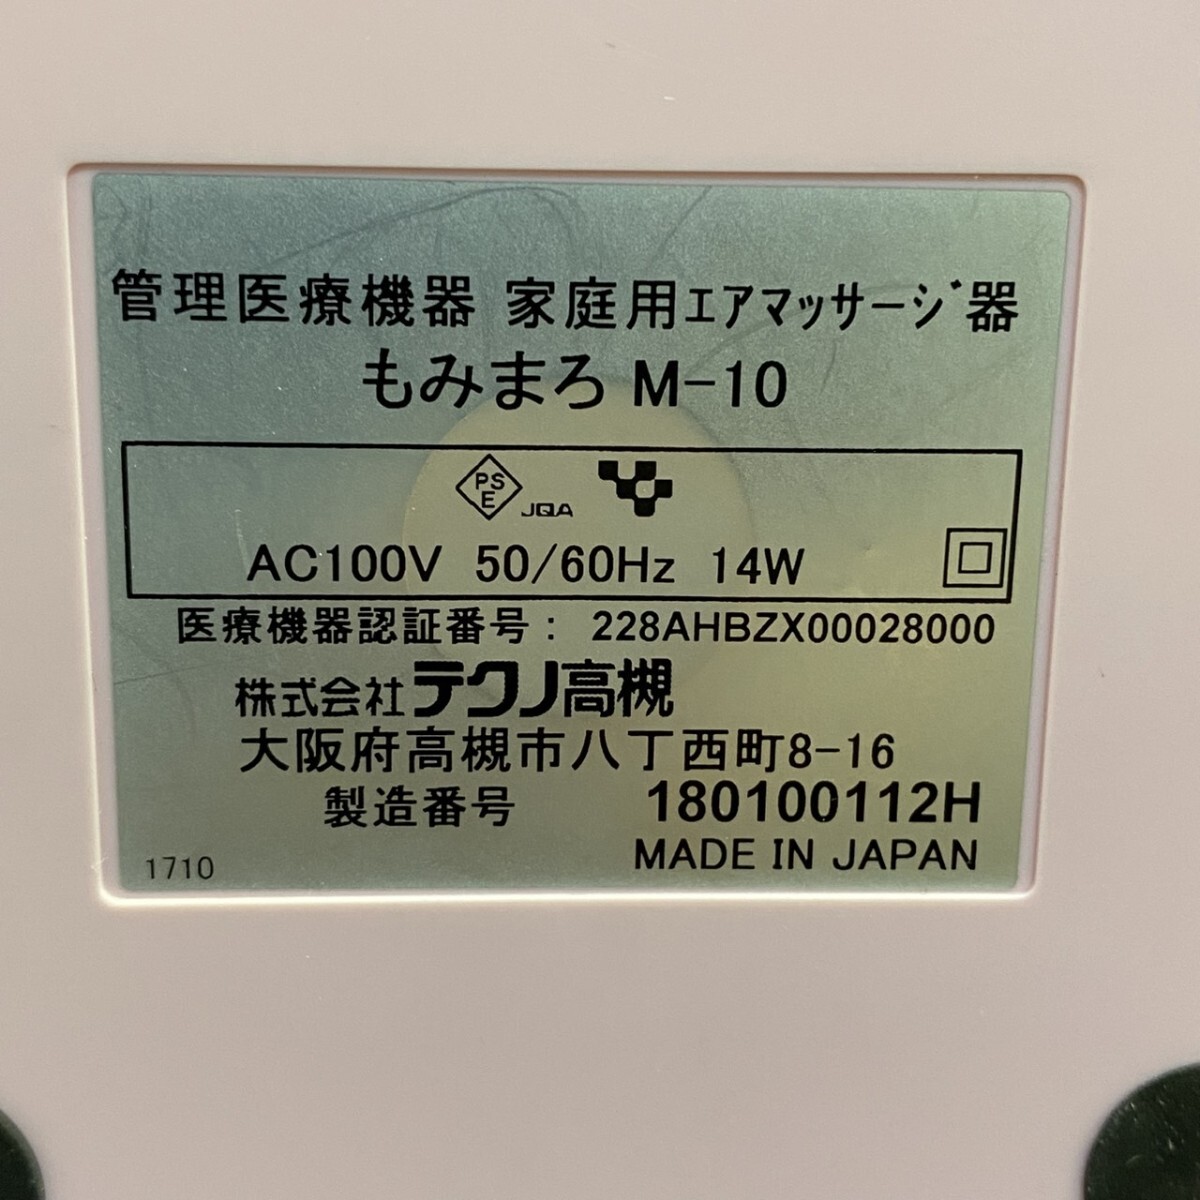 管理医療機器 家庭用エアマッサージ器
もみまろ M-10
PS
E JQA
AC100V 50/60Hz 14W
医療機器認証番号: 228AHBZX00028000
株式会社テクノ高槻
大阪府高槻市八丁西町8-16
製造番号 180100112H
1710 MADE IN JAPAN